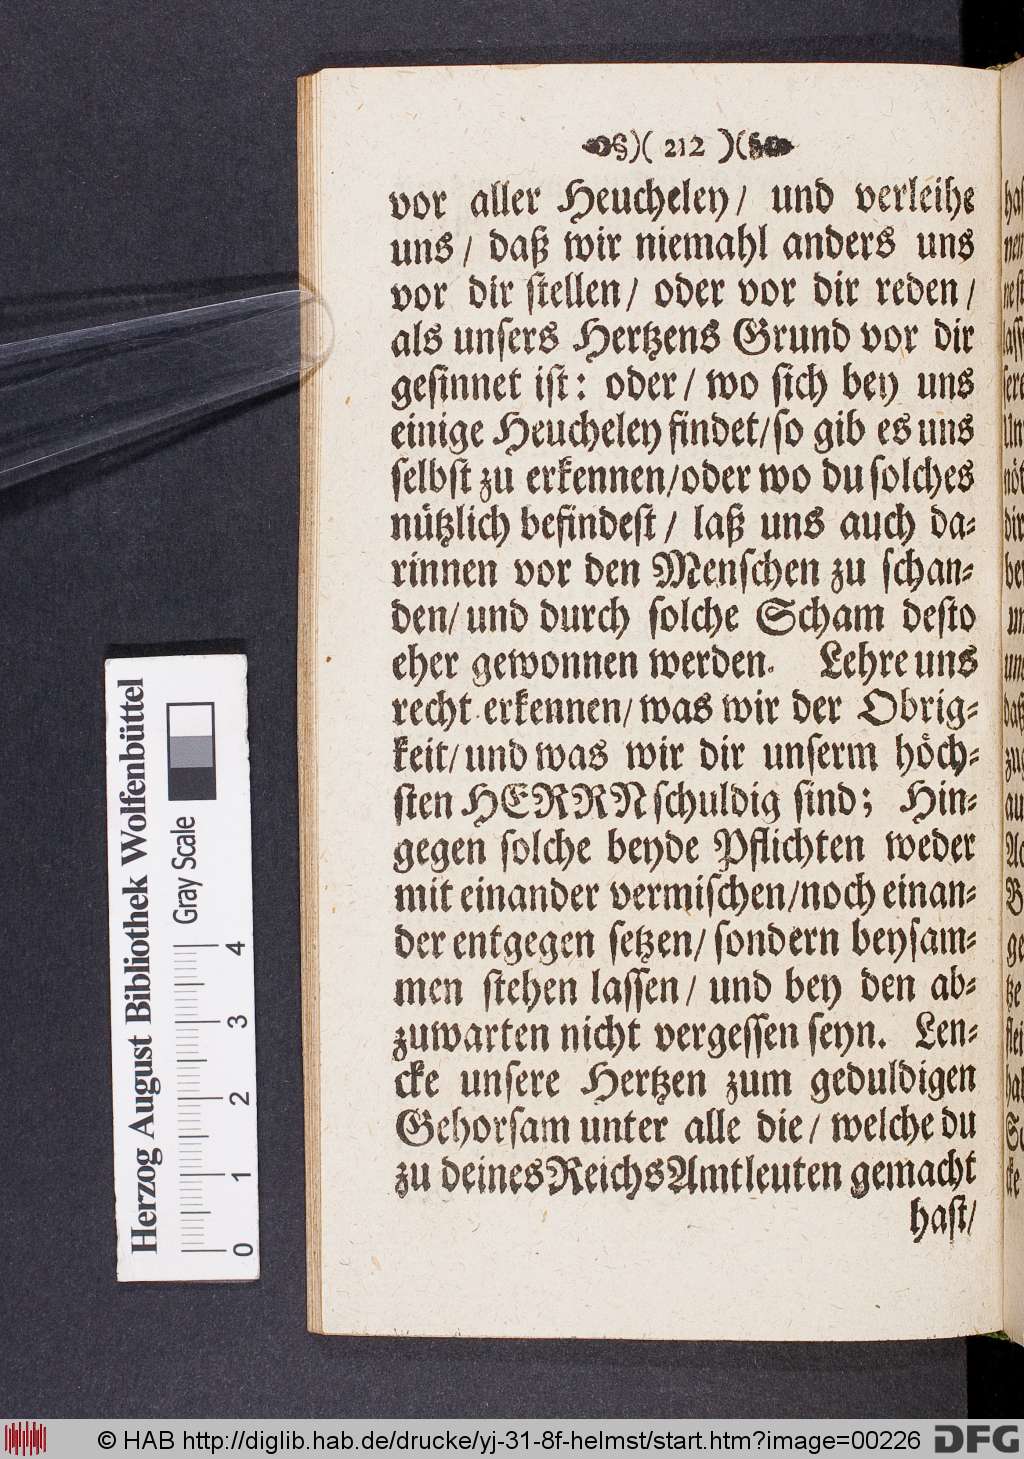 212
vor aller Heucheley/ und verleihe
uns/ daß wir niemahl anders uns
vor dir stellen/ oder vor dir reden/
als unsers Hertzens Grund vor dir
gesinnet ist: oder/ wo sich bey uns
einige Heucheley findet/so gib es uns
selbst zu erkennen/oder wo du solches
nützlich befindest/ laß uns auch da-
rinnen vor den Menschen zu schan-
den/ und durch solche Scham desto
eher gewonnen werden. Lehre uns
recht erkennen/ was wir der Obrig-
keit/ und was wir dir unserm höch-
sten HERRN schuldig sind; Hin-
gegen solche beyde Pflichten weder
mit einander vermischen/noch einan-
der entgegen setzen/ sondern beysam-
men stehen lassen/ und bey den ab-
zuwarten nicht vergessen seyn. Len-
cke unsere Hertzen zum geduldigen
Gehorsam unter alle die/ welche du
zu deines Reichs Amtleuten gemacht
hast/
Herzog August Bibliothek Wolfenbüttel
Gray Scale
0 1 2 3 4
© HAB http://diglib.hab.de/drucke/yj-31-8f-helmst/start.htm?image=00226
DFG